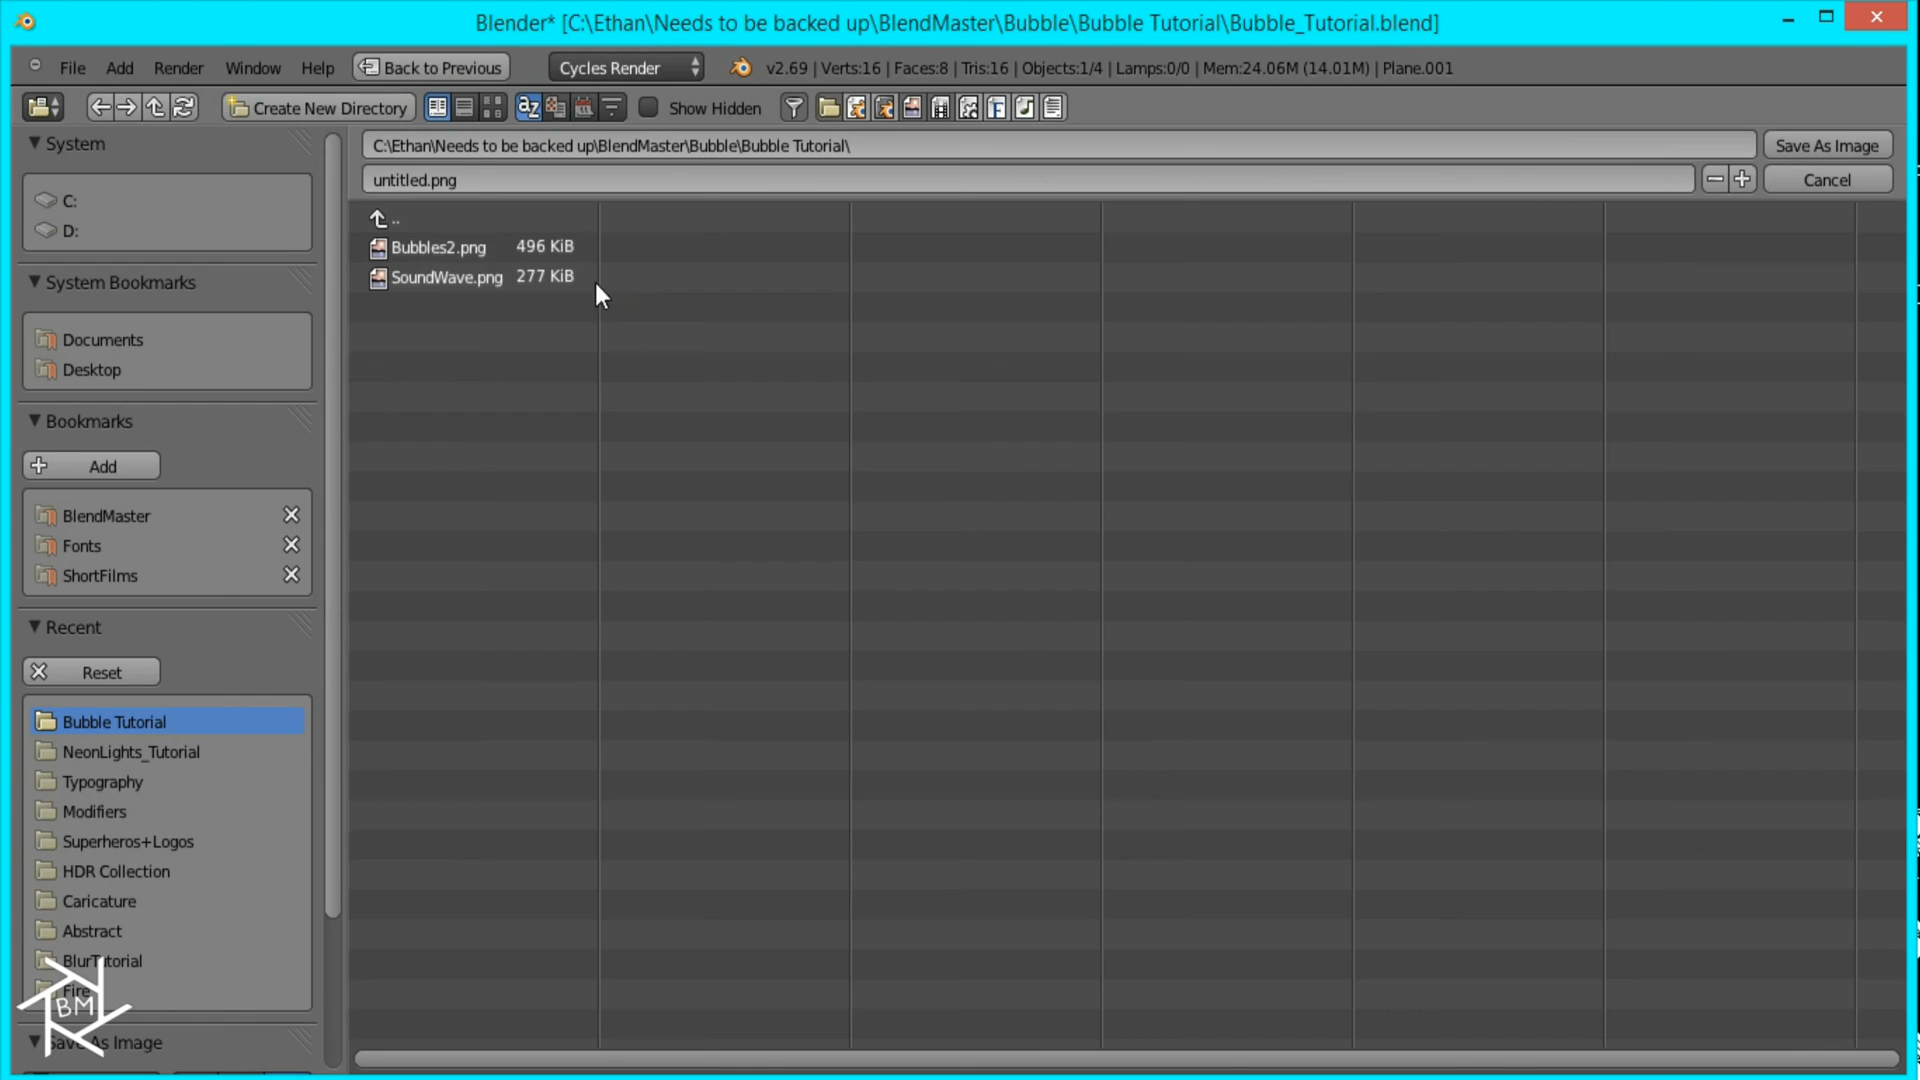 Blender* [C:\Ethan\Needs to be backed up\BlendMaster\Bubble\Bubble Tutorial\Bubble_Tutorial.blend]
File Add Render Window Help Back to Previous Cycles Render v2.69 | Verts:16 | Faces:8 | Tris:16 | Objects:1/4 | Lamps:0/0 | Mem:24.06M (14.01M) | Plane.001
Create New Directory Show Hidden
System
C:
D:
System Bookmarks
Documents
Desktop
Bookmarks
Add
BlendMaster
Fonts
ShortFilms
Recent
Reset
Bubble Tutorial
NeonLights_Tutorial
Typography
Modifiers
Superheros+Logos
HDR Collection
Caricature
Abstract
BlurTutorial
Fire
BM
Save As Image
C:\Ethan\Needs to be backed up\BlendMaster\Bubble\Bubble Tutorial\ Save As Image
untitled.png Cancel
..
Bubbles2.png 496 KiB
SoundWave.png 277 KiB